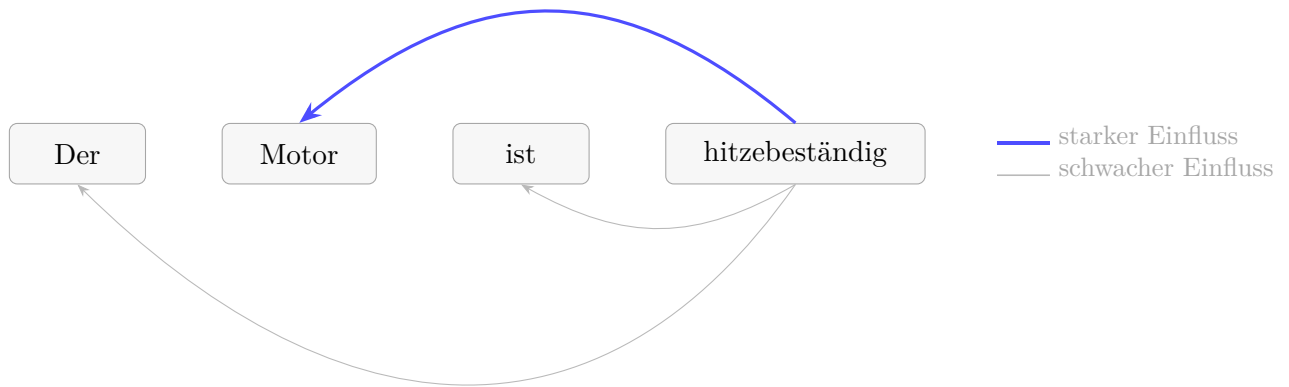 Der Motor ist hitzebeständig
starker Einfluss
schwacher Einfluss